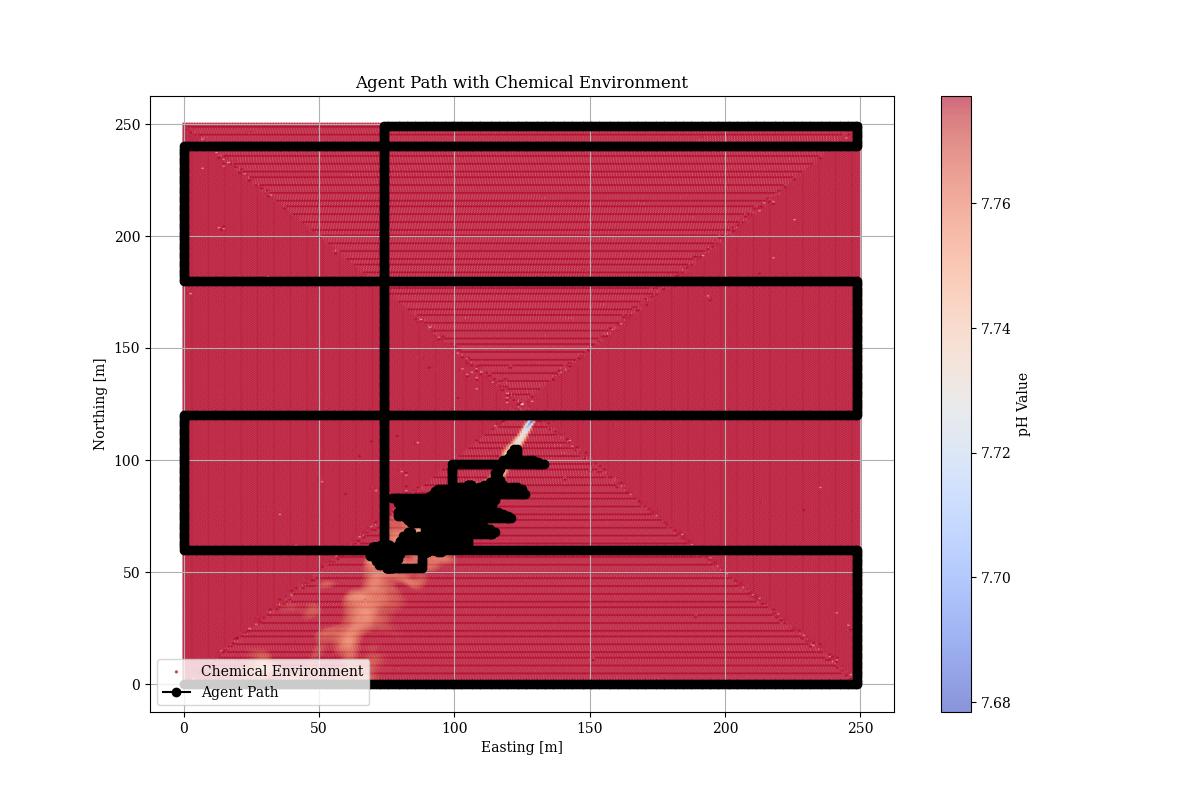 Agent Path with Chemical Environment
250
200
150
100
50
0
Northing [m]
0
50
100
150
200
250
Easting [m]
Chemical Environment
Agent Path
7.76
7.74
7.72
7.70
7.68
pH Value